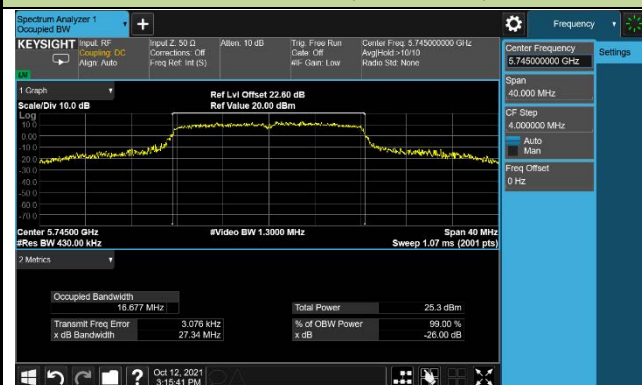 Spectrum Analyzer 1
Occupied BW
Frequency
KEYSIGHT
Input: RF
Coupling: DC
Align: Auto
Input Z: 50 Ω
Corrections: Off
Freq Ref: Int (S)
Atten: 10 dB
Trig: Free Run
Gate: Off
#IF Gain: Low
Center Freq: 5.745000000 GHz
Avg|Hold:>10/10
Radio Std: None
LM
1 Graph
Scale/Div 10.0 dB
Ref Lvl Offset 22.60 dB
Ref Value 20.00 dBm
Log
10.0
0.00
-10.0
-20.0
-30.0
-40.0
-50.0
-60.0
-70.0
Center 5.74500 GHz
#Res BW 430.00 kHz
#Video BW 1.3000 MHz
Span 40 MHz
Sweep 1.07 ms (2001 pts)
2 Metrics
Occupied Bandwidth
16.677 MHz
Total Power
25.3 dBm
Transmit Freq Error
3.076 kHz
% of OBW Power
99.00 %
x dB Bandwidth
27.34 MHz
x dB
-26.00 dB
Oct 12, 2021
3:15:41 PM
Center Frequency
5.745000000 GHz
Settings
Span
40.000 MHz
CF Step
4.000000 MHz
Auto
Man
Freq Offset
0 Hz